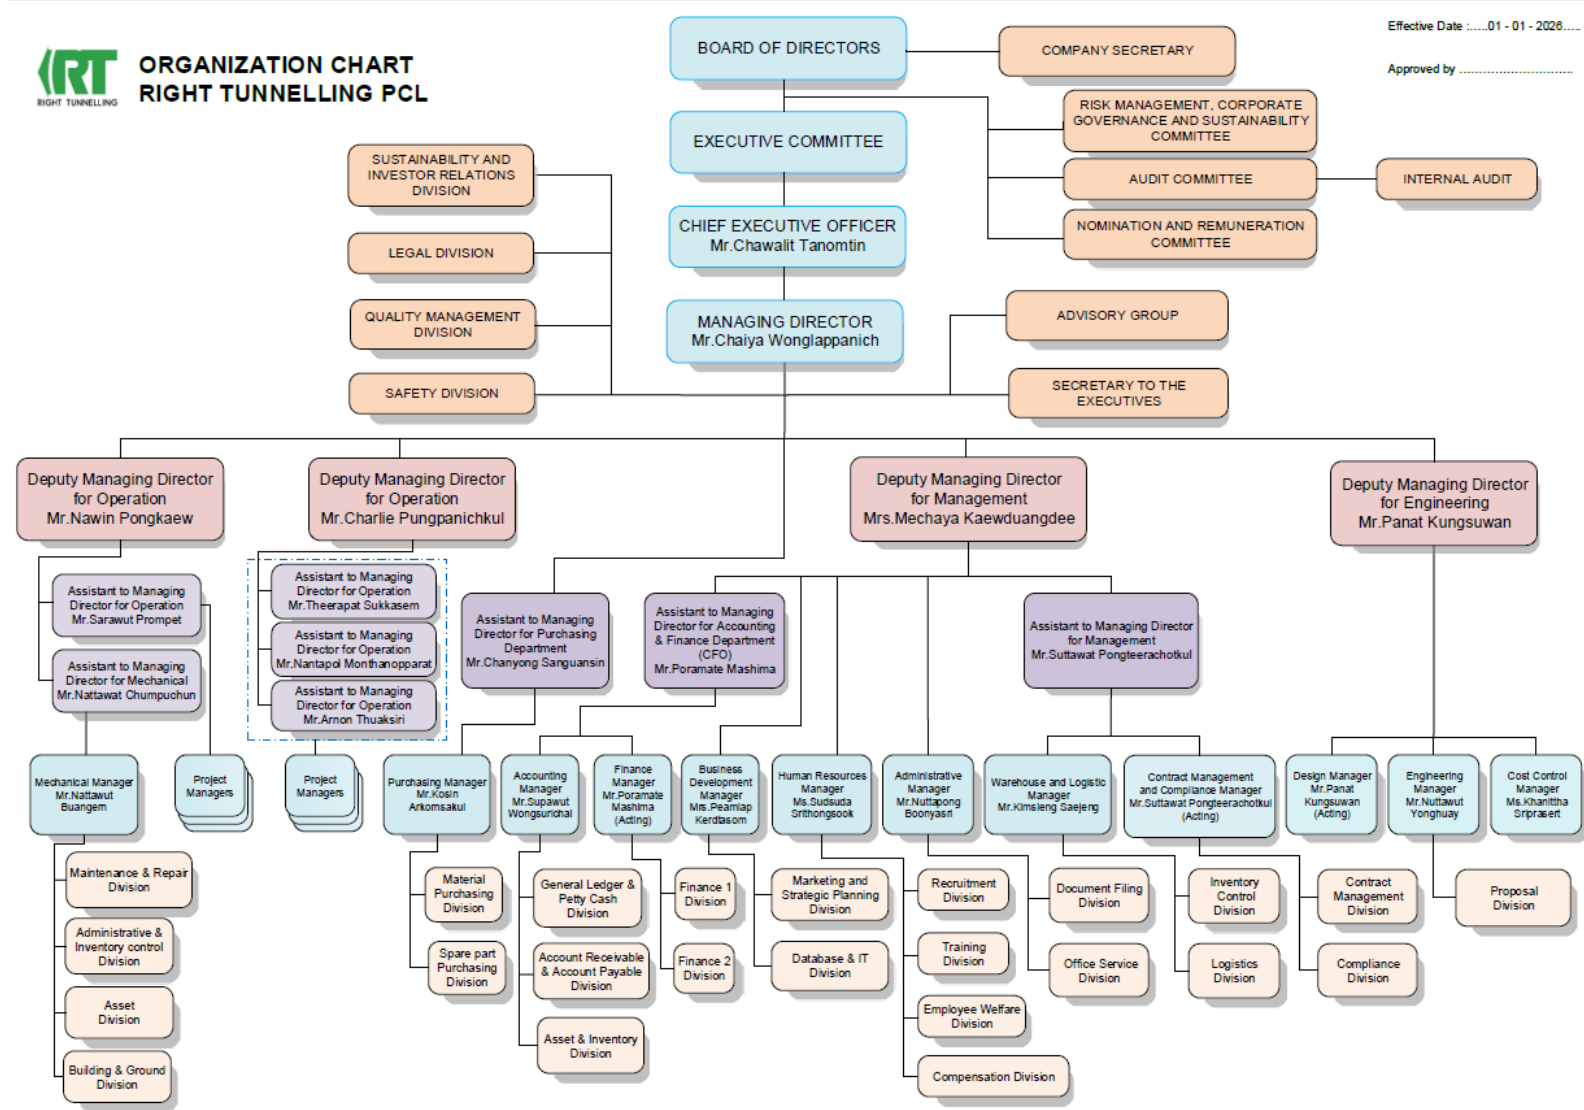 Effective Date :.....01 - 01 - 2026.....
Approved by ..............................
RT
RIGHT TUNNELLING
ORGANIZATION CHART
RIGHT TUNNELLING PCL
BOARD OF DIRECTORS
COMPANY SECRETARY
EXECUTIVE COMMITTEE
RISK MANAGEMENT, CORPORATE
GOVERNANCE AND SUSTAINABILITY
COMMITTEE
AUDIT COMMITTEE
INTERNAL AUDIT
NOMINATION AND REMUNERATION
COMMITTEE
SUSTAINABILITY AND
INVESTOR RELATIONS
DIVISION
LEGAL DIVISION
QUALITY MANAGEMENT
DIVISION
SAFETY DIVISION
CHIEF EXECUTIVE OFFICER
Mr.Chawalit Tanomtin
MANAGING DIRECTOR
Mr.Chaiya Wonglappanich
ADVISORY GROUP
SECRETARY TO THE
EXECUTIVES
Deputy Managing Director
for Operation
Mr.Nawin Pongkaew
Deputy Managing Director
for Operation
Mr.Charlie Pungpanichkul
Deputy Managing Director
for Management
Mrs.Mechaya Kaewduangdee
Deputy Managing Director
for Engineering
Mr.Panat Kungsuwan
Assistant to Managing
Director for Operation
Mr.Sarawut Prompet
Assistant to Managing
Director for Mechanical
Mr.Nattawat Chumpuchun
Assistant to Managing
Director for Operation
Mr.Theerapat Sukkasem
Assistant to Managing
Director for Operation
Mr.Nantapol Monthanopparat
Assistant to Managing
Director for Operation
Mr.Arnon Thuaksiri
Assistant to Managing
Director for Purchasing
Department
Mr.Chanyong Sanguansin
Assistant to Managing
Director for Accounting
& Finance Department
(CFO)
Mr.Poramate Mashima
Assistant to Managing Director
for Management
Mr.Suttawat Pongteerachotkul
Mechanical Manager
Mr.Nattawut
Buangern
Project
Managers
Project
Managers
Purchasing Manager
Mr.Kosin
Arkomsakul
Accounting
Manager
Mr.Supawut
Wongsurichai
Finance
Manager
Mr.Poramate
Mashima
(Acting)
Business
Development
Manager
Mrs.Peamlap
Kerdtasom
Human Resources
Manager
Ms.Sudsuda
Srithongsook
Administrative
Manager
Mr.Nuttapong
Boonyasri
Warehouse and Logistic
Manager
Mr.Kimsieng Saejeng
Contract Management
and Compliance Manager
Mr.Suttawat Pongteerachotkul
(Acting)
Design Manager
Mr.Panat
Kungsuwan
(Acting)
Engineering
Manager
Mr.Nuttawut
Yonghuay
Cost Control
Manager
Ms.Khanittha
Sriprasert
Maintenance & Repair
Division
Administrative &
Inventory control
Division
Asset
Division
Building & Ground
Division
Material
Purchasing
Division
Spare part
Purchasing
Division
General Ledger &
Petty Cash
Division
Account Receivable
& Account Payable
Division
Asset & Inventory
Division
Finance 1
Division
Finance 2
Division
Marketing and
Strategic Planning
Division
Database & IT
Division
Recruitment
Division
Training
Division
Employee Welfare
Division
Compensation Division
Document Filing
Division
Office Service
Division
Inventory
Control
Division
Logistics
Division
Contract
Management
Division
Compliance
Division
Proposal
Division